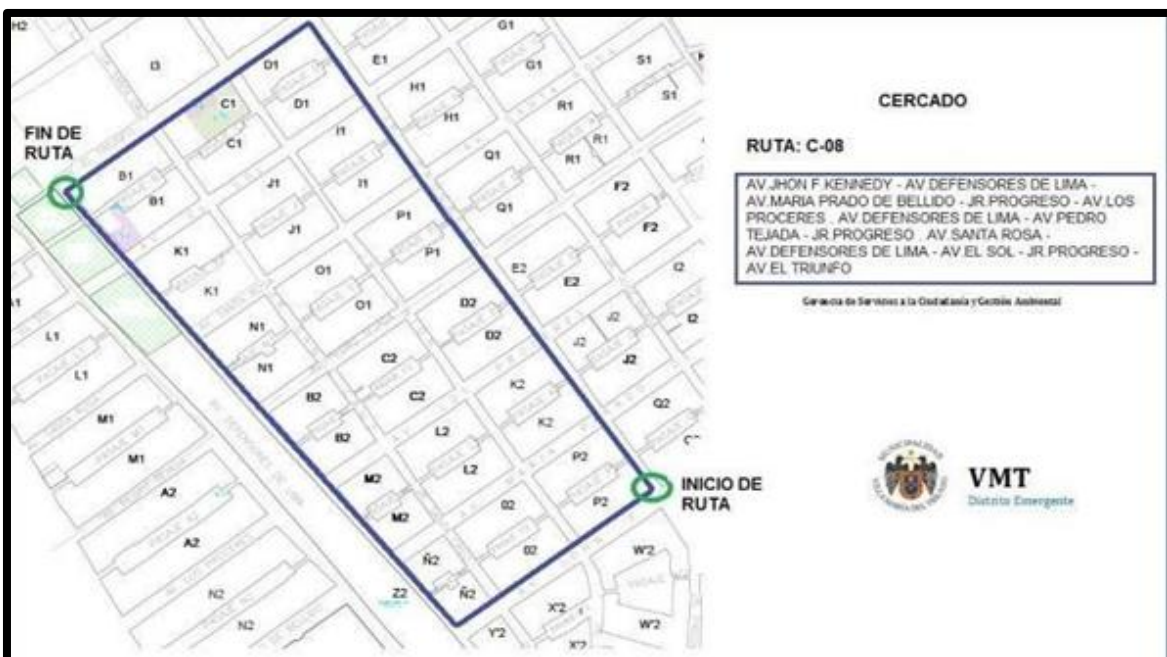 H2
G1
I3
D1
E1
G1
S1
C1
D1
H1
S1
FIN DE
RUTA
H1
R1
C1
I1
R1
B1
J1
Q1
R1
B1
I1
F2
J1
P1
Q1
F2
K1
P1
O1
E2
E2
K1
O1
D2
L1
N1
D2
J2
I2
L1
N1
C2
J2
J2
B2
C2
K2
Q2
M1
B2
L2
K2
M1
M2
L2
P2
A2
M2
P2
INICIO DE
RUTA
A2
Ñ2
W'2
N2
Z2
Ñ2
X'2
N2
Y'2
W'2
X'2
CERCADO
RUTA: C-08
AV.JHON F.KENNEDY - AV.DEFENSORES DE LIMA -
AV.MARIA PRADO DE BELLIDO - JR.PROGRESO - AV.LOS
PROCERES . AV.DEFENSORES DE LIMA - AV.PEDRO
TEJADA - JR.PROGRESO . AV.SANTA ROSA -
AV.DEFENSORES DE LIMA - AV.EL SOL - JR.PROGRESO -
AV.EL TRIUNFO
Gerencia de Servicios a la Ciudadanía y Gestión Ambiental
MUNICIPALIDAD
VILLA MARIA DEL TRIUNFO
VMT
Distrito Emergente